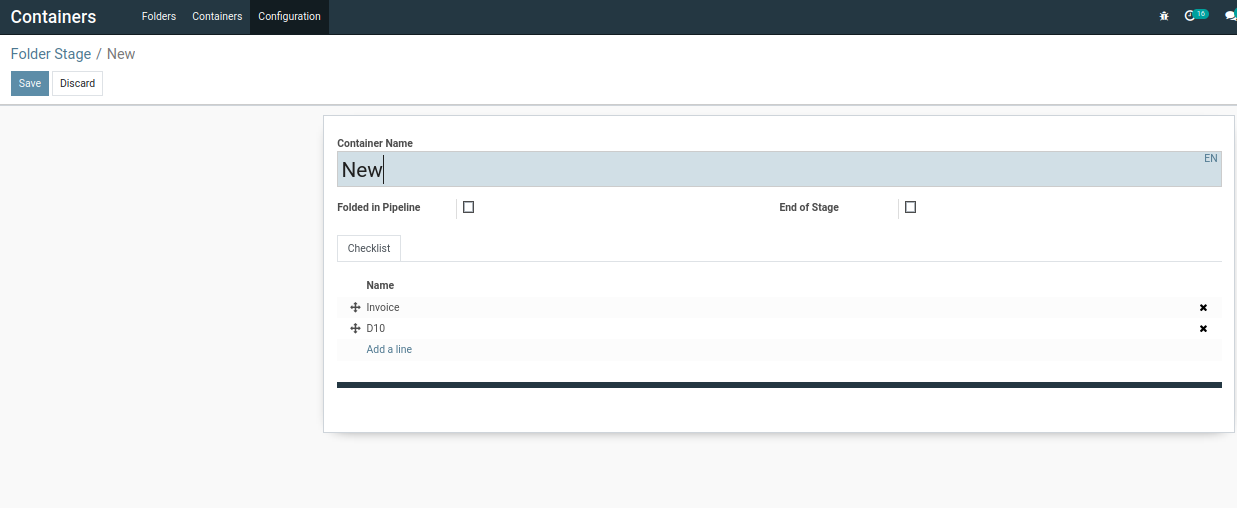 Containers Folders Containers Configuration 16
Folder Stage / New
Save Discard
Container Name
New EN
Folded in Pipeline End of Stage
Checklist
Name
Invoice
D10
Add a line